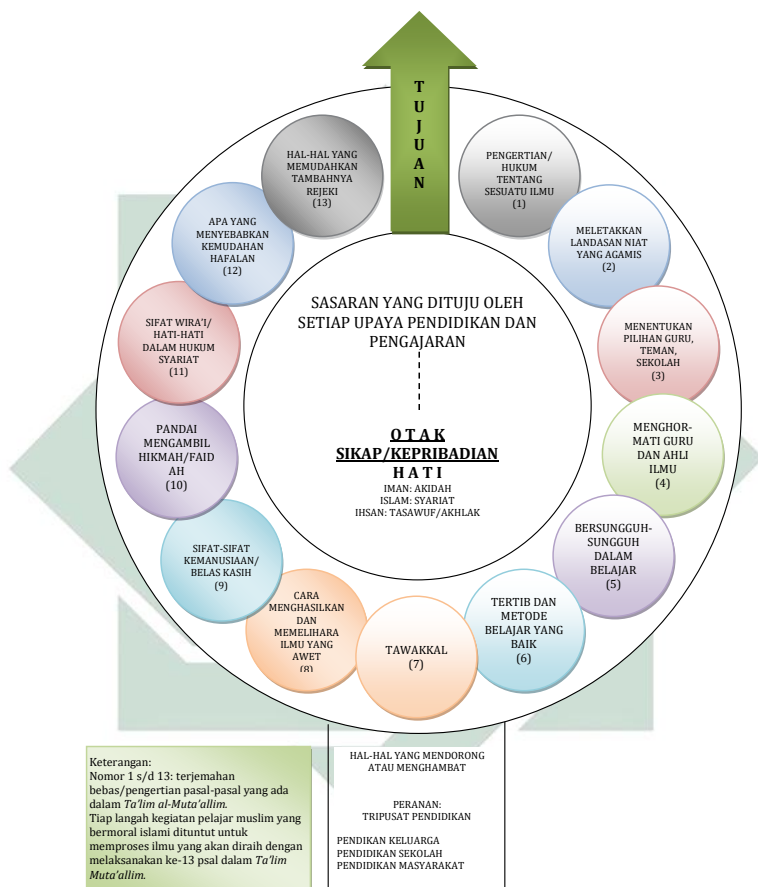 T
U
J
U
A
N
PENGERTIAN/
HUKUM
TENTANG
SESUATU ILMU
(1)
MELETAKKAN
LANDASAN NIAT
YANG AGAMIS
(2)
MENENTUKAN
PILIHAN GURU,
TEMAN,
SEKOLAH
(3)
MENGHOR-
MATI GURU
DAN AHLI
ILMU
(4)
BERSUNGGUH-
SUNGGUH
DALAM
BELAJAR
(5)
TERTIB DAN
METODE
BELAJAR YANG
BAIK
(6)
TAWAKKAL
(7)
CARA
MENGHASILKAN
DAN
MEMELIHARA
ILMU YANG
AWET
(8)
SIFAT-SIFAT
KEMANUSIAAN/
BELAS KASIH
(9)
PANDAI
MENGAMBIL
HIKMAH/FAID
AH
(10)
SIFAT WIRA'I/
HATI-HATI
DALAM HUKUM
SYARIAT
(11)
APA YANG
MENYEBABKAN
KEMUDAHAN
HAFALAN
(12)
HAL-HAL YANG
MEMUDAHKAN
TAMBAHNYA
REJEKI
(13)
SASARAN YANG DITUJU OLEH
SETIAP UPAYA PENDIDIKAN DAN
PENGAJARAN
O T A K
SIKAP/KEPRIBADIAN
H A T I
IMAN: AKIDAH
ISLAM: SYARIAT
IHSAN: TASAWUF/AKHLAK
Keterangan:
Nomor 1 s/d 13: terjemahan
bebas/pengertian pasal-pasal yang ada
dalam Ta'lim al-Muta'allim.
Tiap langah kegiatan pelajar muslim yang
bermoral islami dituntut untuk
memproses ilmu yang akan diraih dengan
melaksanakan ke-13 psal dalam Ta'lim
Muta'allim.
HAL-HAL YANG MENDORONG
ATAU MENGHAMBAT
PERANAN:
TRIPUSAT PENDIDIKAN
PENDIKAN KELUARGA
PENDIDIKAN SEKOLAH
PENDIDIKAN MASYARAKAT